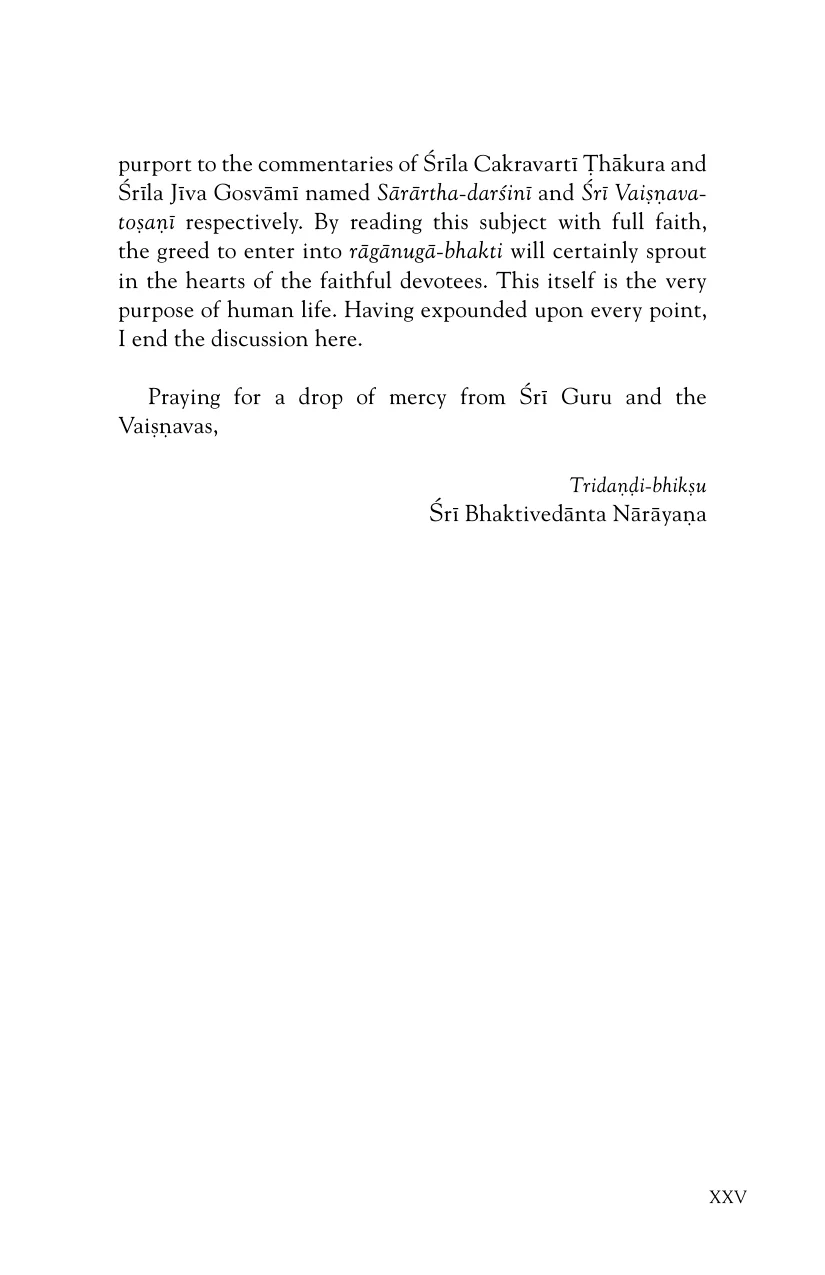 purport to the commentaries of Śrīla Cakravartī Ṭhākura and
Śrīla Jīva Gosvāmī named Sārārtha-darśinī and Śrī Vaiṣṇava-
toṣaṇī respectively. By reading this subject with full faith,
the greed to enter into rāgānugā-bhakti will certainly sprout
in the hearts of the faithful devotees. This itself is the very
purpose of human life. Having expounded upon every point,
I end the discussion here.
Praying for a drop of mercy from Śrī Guru and the
Vaiṣṇavas,
Tridaṇḍi-bhikṣu
Śrī Bhaktivedānta Nārāyaṇa
XXV